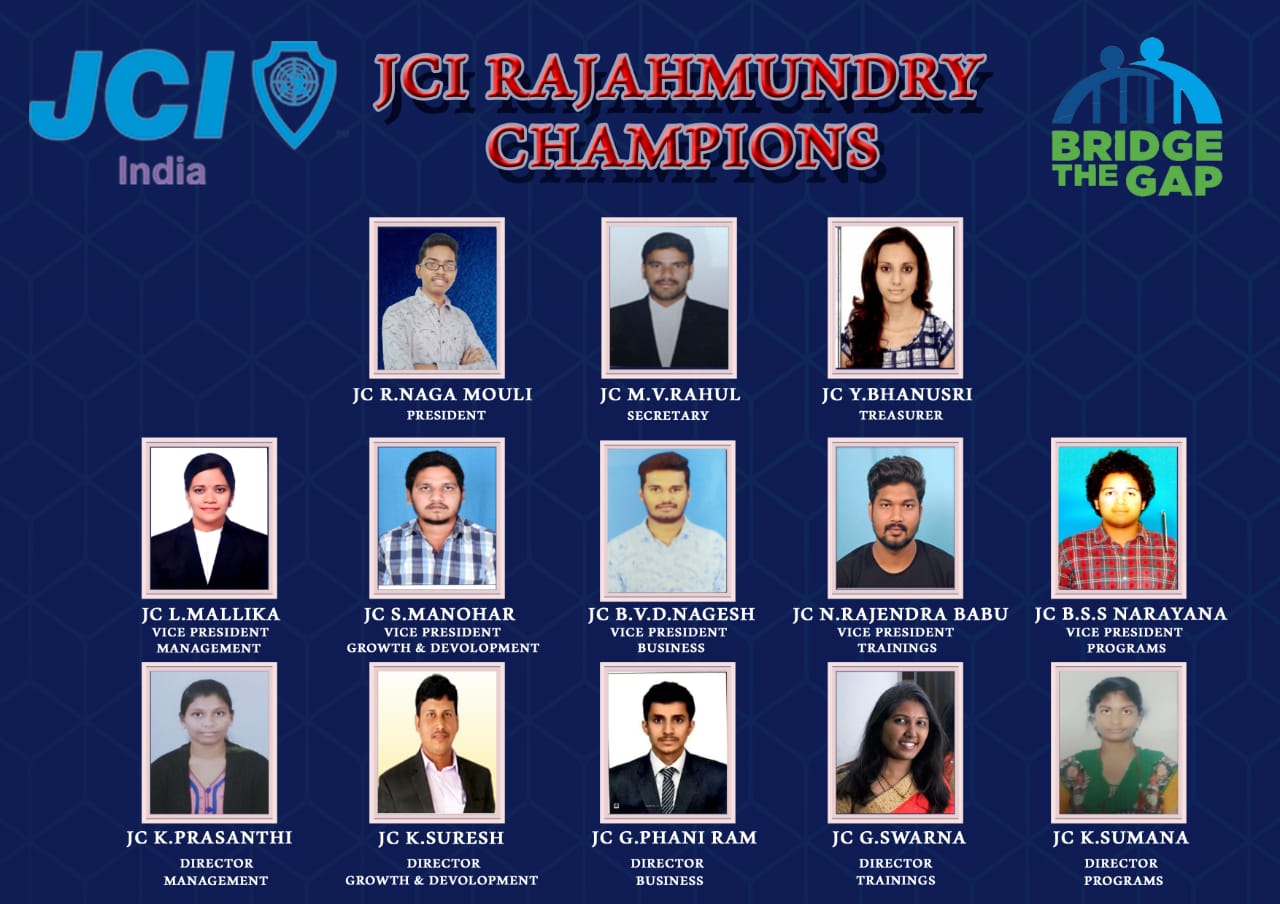 JCI
India
JCI RAJAHMUNDRY
CHAMPIONS
BRIDGE
THE GAP
JC R.NAGA MOULI
PRESIDENT
JC M.V.RAHUL
SECRETARY
JC Y.BHANUSRI
TREASURER
JC L.MALLIKA
VICE PRESIDENT
MANAGEMENT
JC S.MANOHAR
VICE PRESIDENT
GROWTH & DEVOLOPMENT
JC B.V.D.NAGESH
VICE PRESIDENT
BUSINESS
JC N.RAJENDRA BABU
VICE PRESIDENT
TRAININGS
JC B.S.S NARAYANA
VICE PRESIDENT
PROGRAMS
JC K.PRASANTHI
DIRECTOR
MANAGEMENT
JC K.SURESH
DIRECTOR
GROWTH & DEVOLOPMENT
JC G.PHANI RAM
DIRECTOR
BUSINESS
JC G.SWARNA
DIRECTOR
TRAININGS
JC K.SUMANA
DIRECTOR
PROGRAMS